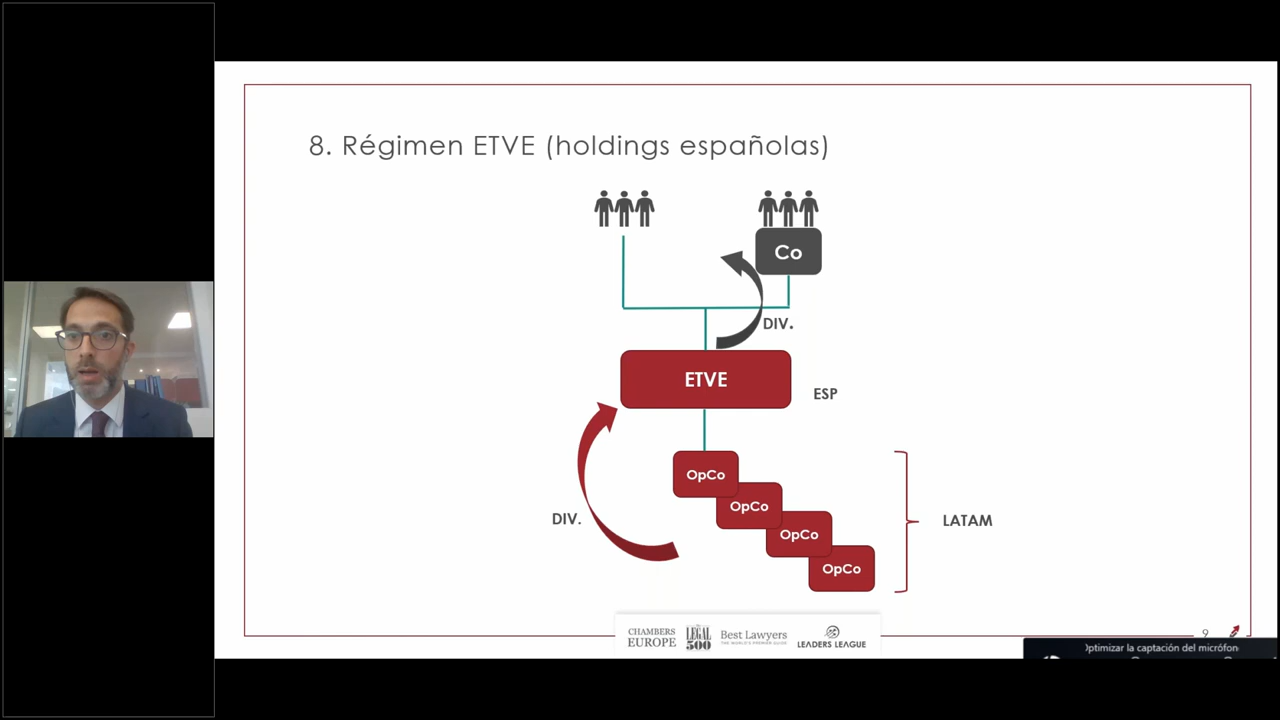 8. Régimen ETVE (holdings españolas)
Co
DIV.
ETVE
ESP
OpCo
OpCo
DIV.
LATAM
OpCo
OpCo
CHAMBERS
EUROPE
LEGAL
500
Best Lawyers
LEADERS LEAGUE
9
Optimizar la captación del micrófon